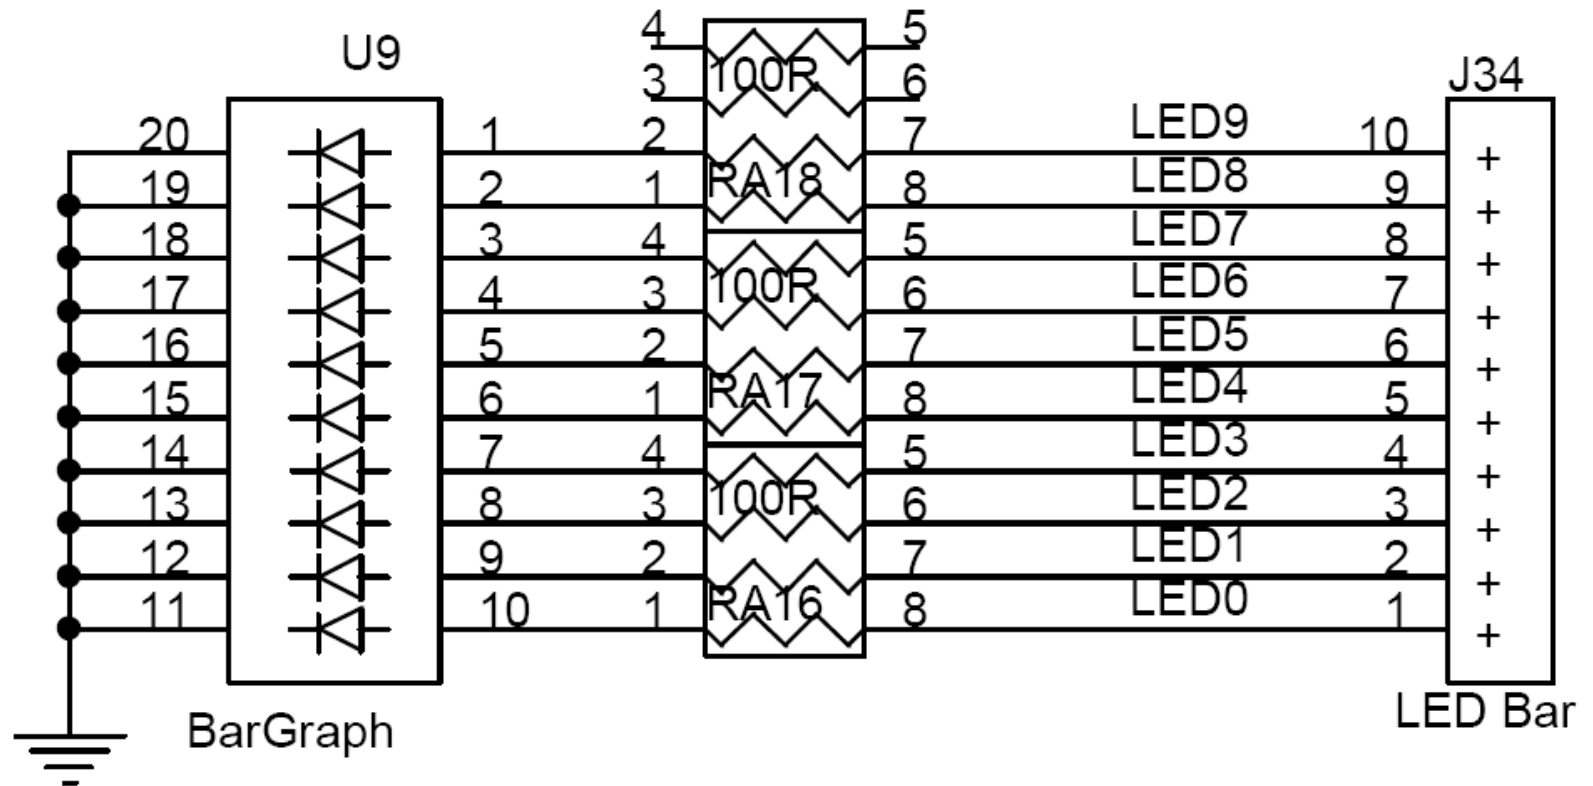 U9
J34
4 5
100R
3 6
20 1 2 7 LED9 10 +
RA18
19 2 1 8 LED8 9 +
18 3 4 5 LED7 8 +
100R
17 4 3 6 LED6 7 +
16 5 2 7 LED5 6 +
RA17
15 6 1 8 LED4 5 +
14 7 4 5 LED3 4 +
100R
13 8 3 6 LED2 3 +
12 9 2 7 LED1 2 +
RA16
11 10 1 8 LED0 1 +
BarGraph
LED Bar